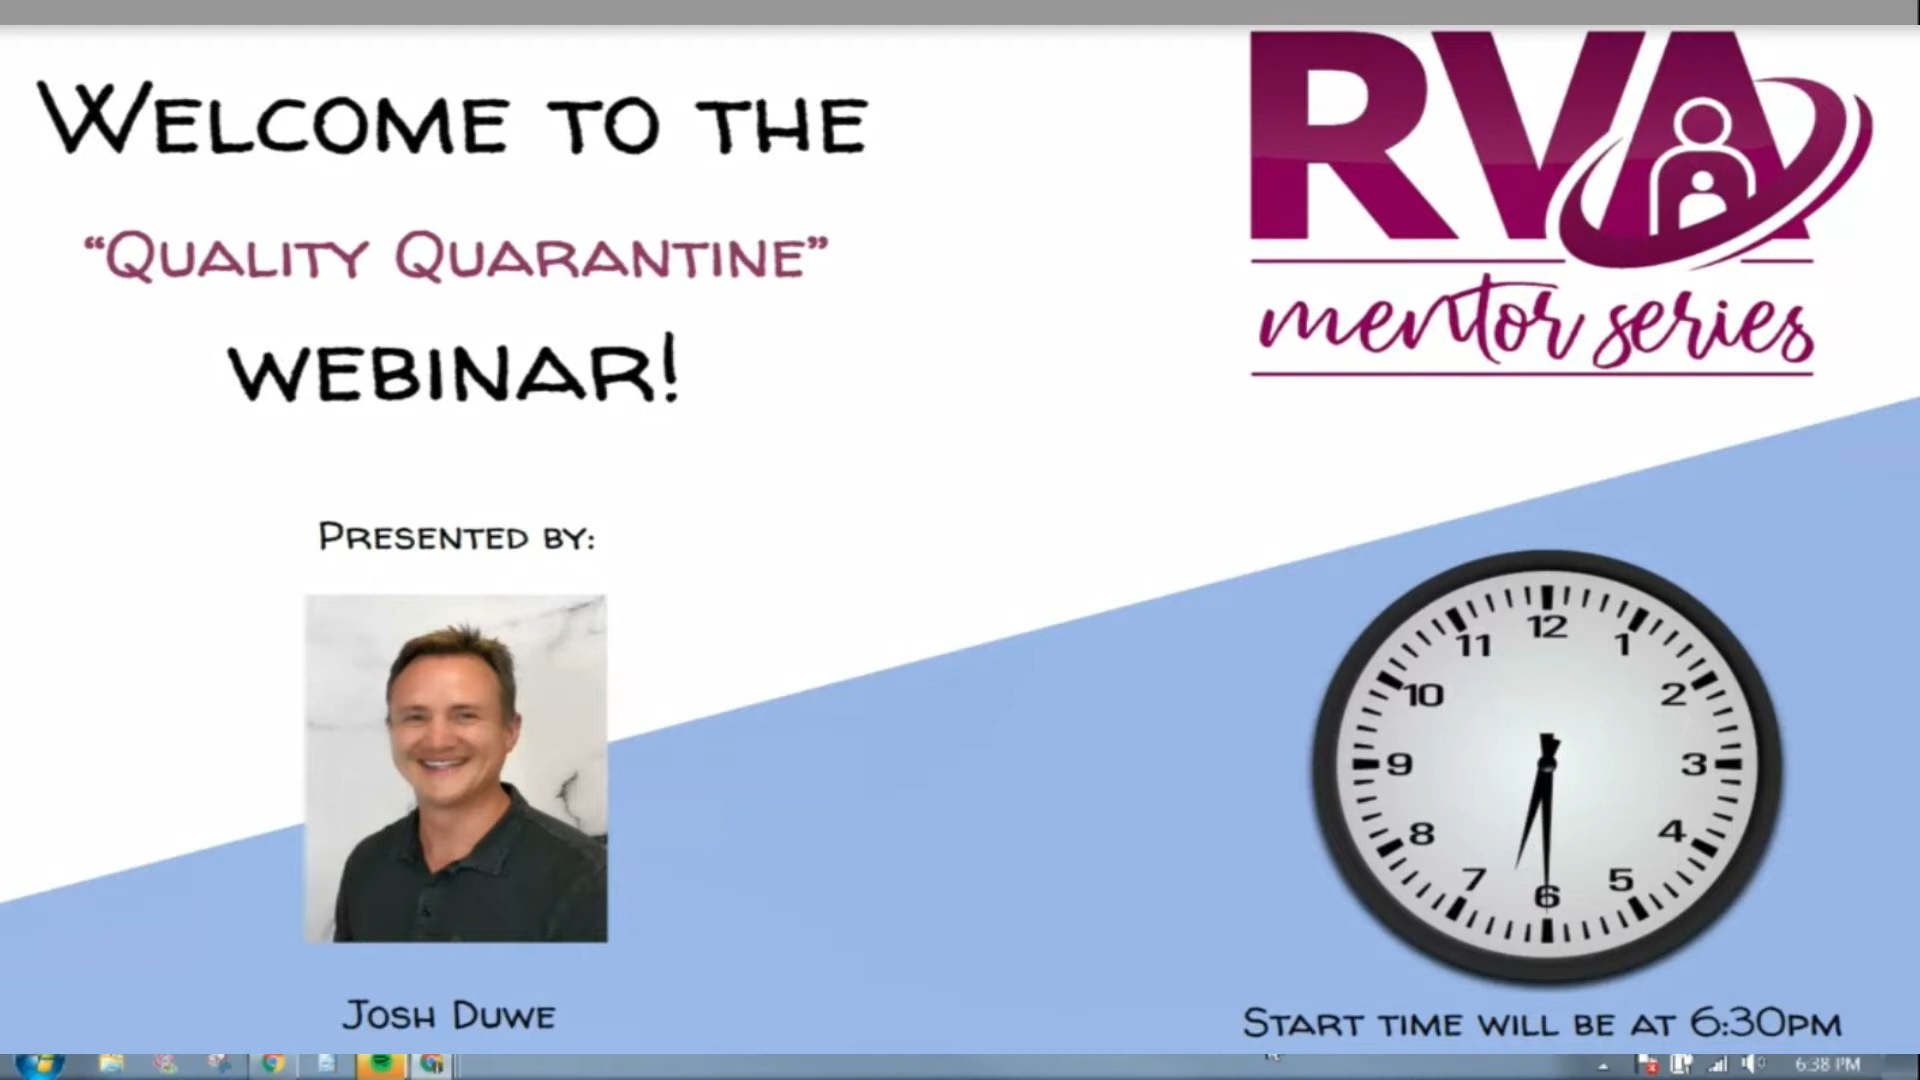 Welcome to the
“Quality Quarantine”
webinar!
RVA
mentor series
Presented by:
12
11
1
10
2
9
3
8
4
7
5
6
Josh Duwe
Start time will be at 6:30pm
6:38 PM